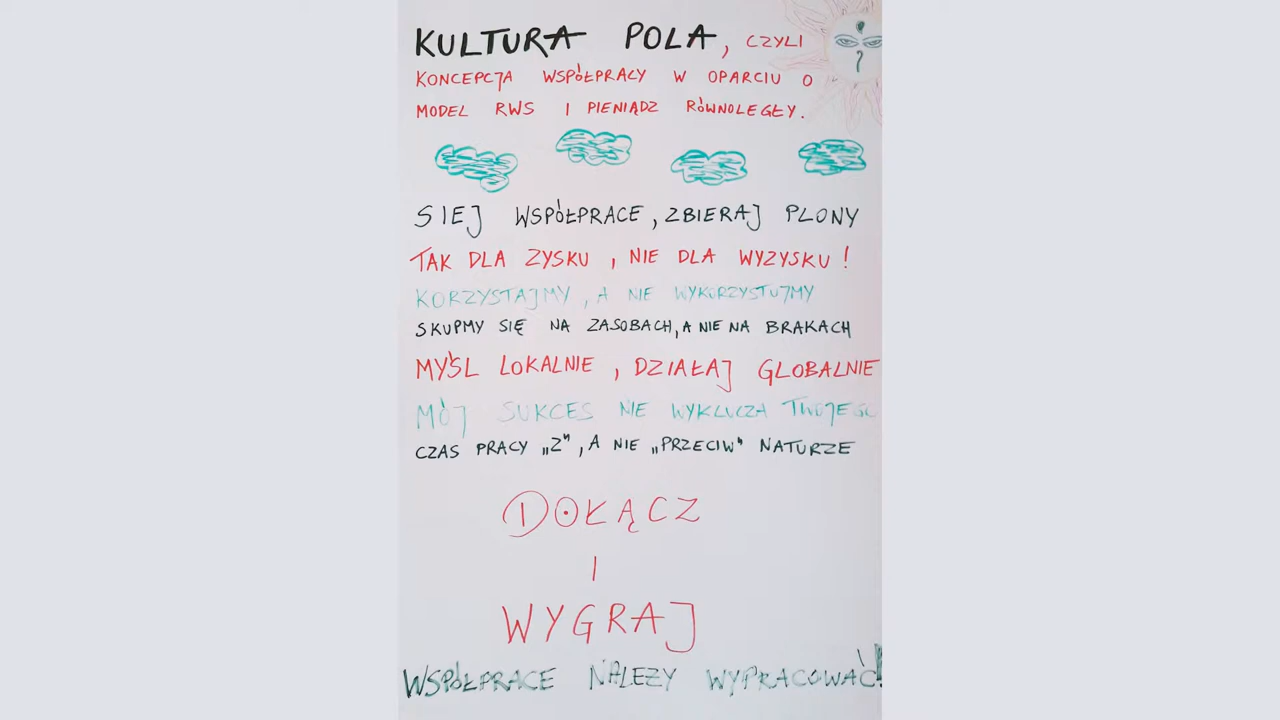 KULTURA POLA, CZYLI
KONCEPCJA WSPÓŁPRACY W OPARCIU O
MODEL RWS I PIENIĄDZ RÓWNOLEGŁY.
SIEJ WSPÓŁPRACE, ZBIERAJ PLONY
TAK DLA ZYSKU, NIE DLA WYZYSKU!
KORZYSTAJMY, A NIE WYKORZYSTUJMY
SKUPMY SIĘ NA ZASOBACH, A NIE NA BRAKACH
MYŚL LOKALNIE, DZIAŁAJ GLOBALNIE
MÓJ SUKCES NIE WYKLUCZA TWOJEGO
CZAS PRACY „Z”, A NIE „PRZECIW” NATURZE
DOŁĄCZ
I
WYGRAJ
WSPÓŁPRACE NALEZY WYPRACOWAĆ!